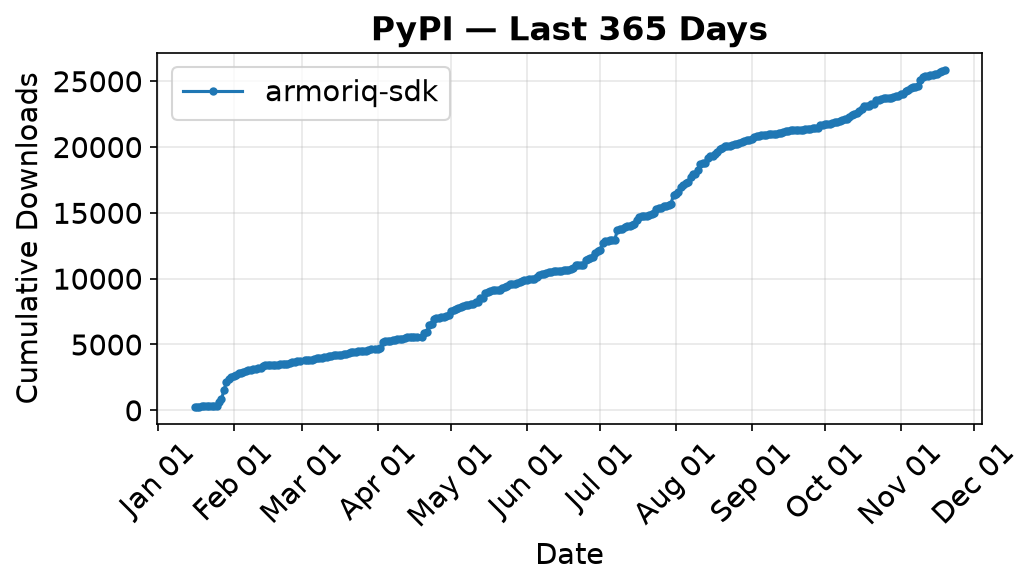 PyPI — Last 365 Days
armoriq-sdk
Cumulative Downloads
25000
20000
15000
10000
5000
0
Jan 01
Feb 01
Mar 01
Apr 01
May 01
Jun 01
Jul 01
Aug 01
Sep 01
Oct 01
Nov 01
Dec 01
Date